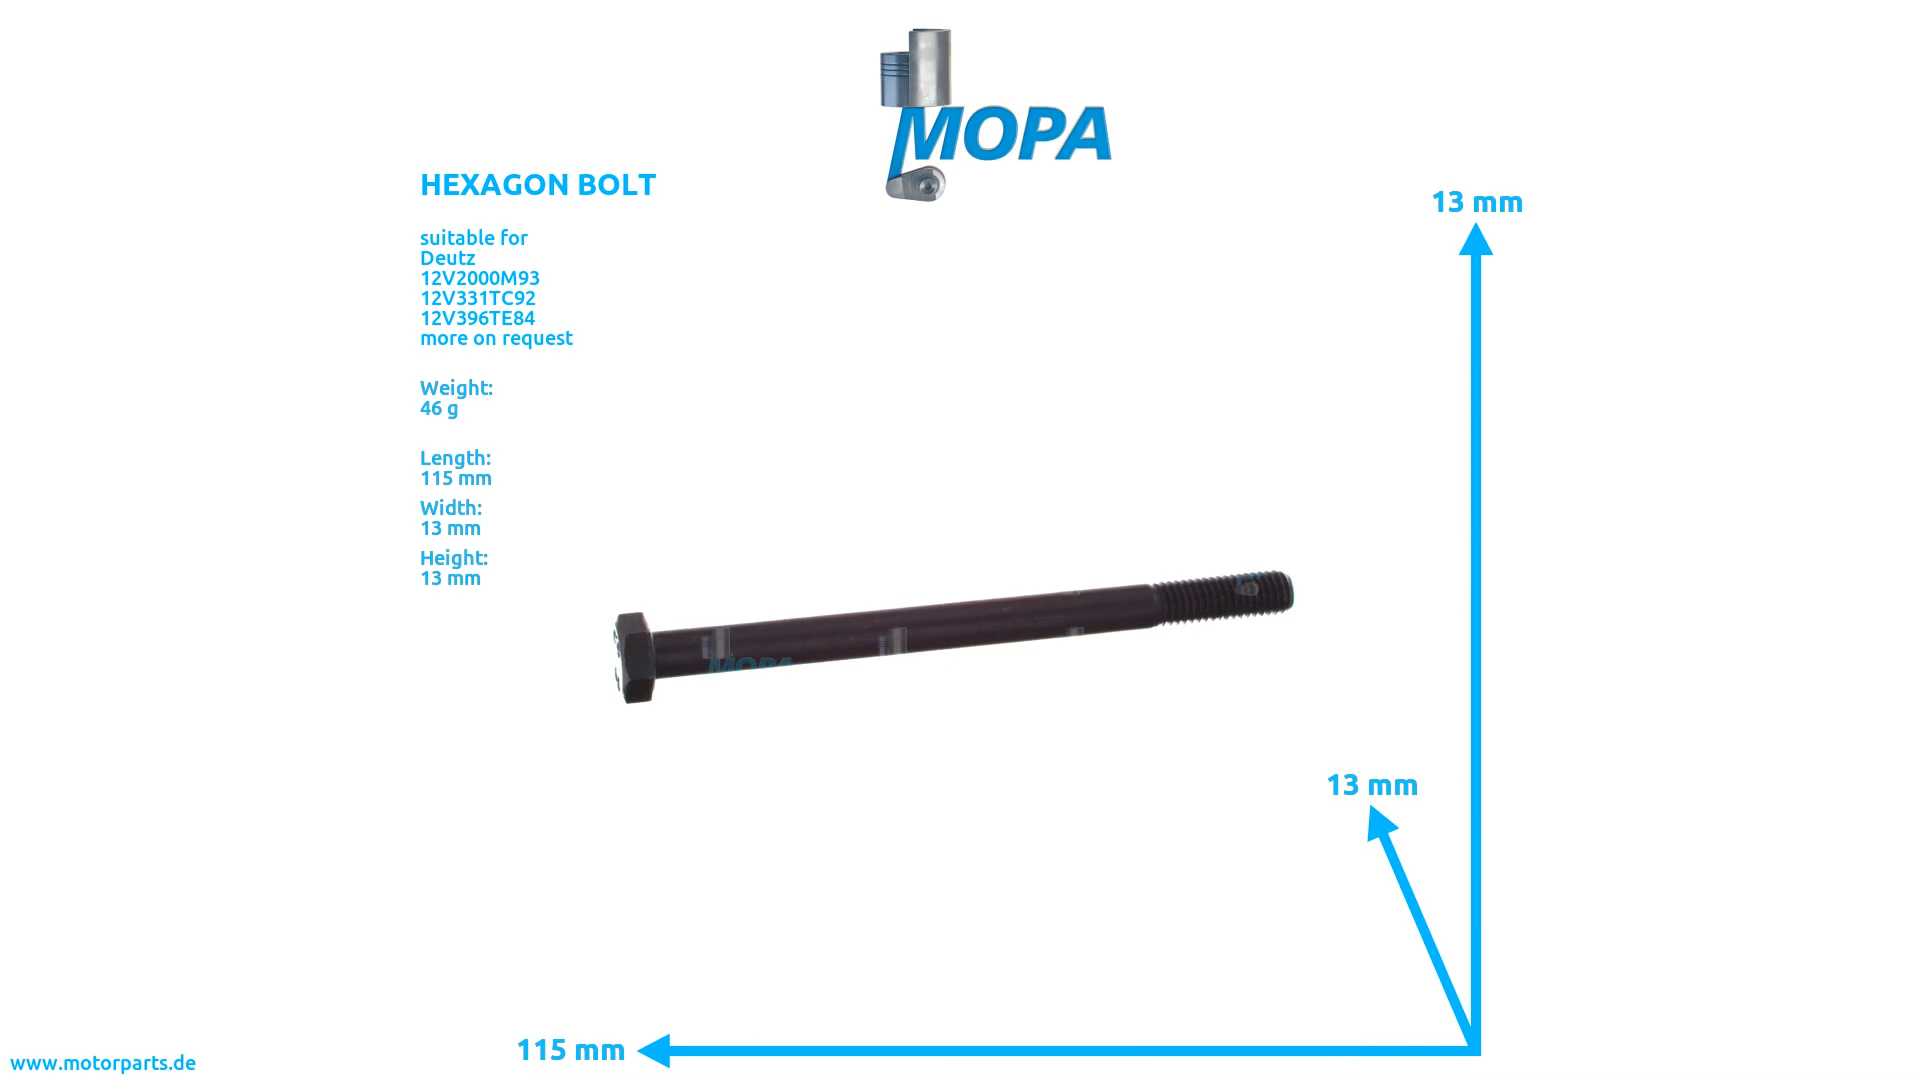 MOPA
HEXAGON BOLT
suitable for
Deutz
12V2000M93
12V331TC92
12V396TE84
more on request
Weight:
46 g
Length:
115 mm
Width:
13 mm
Height:
13 mm
13 mm
13 mm
115 mm
MOPA
www.motorparts.de